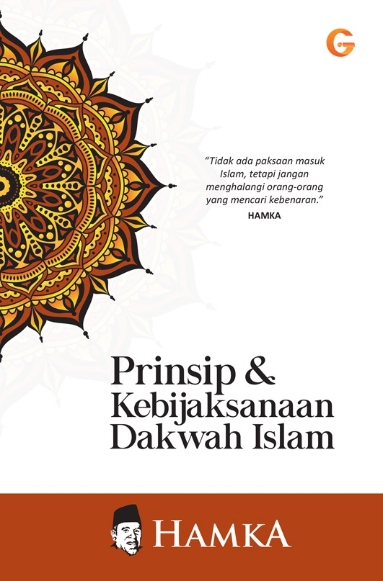 G
“Tidak ada paksaan masuk
Islam, tetapi jangan
menghalangi orang-orang
yang mencari kebenaran.”
HAMKA
Prinsip &
Kebijaksanaan
Dakwah Islam
HAMKA